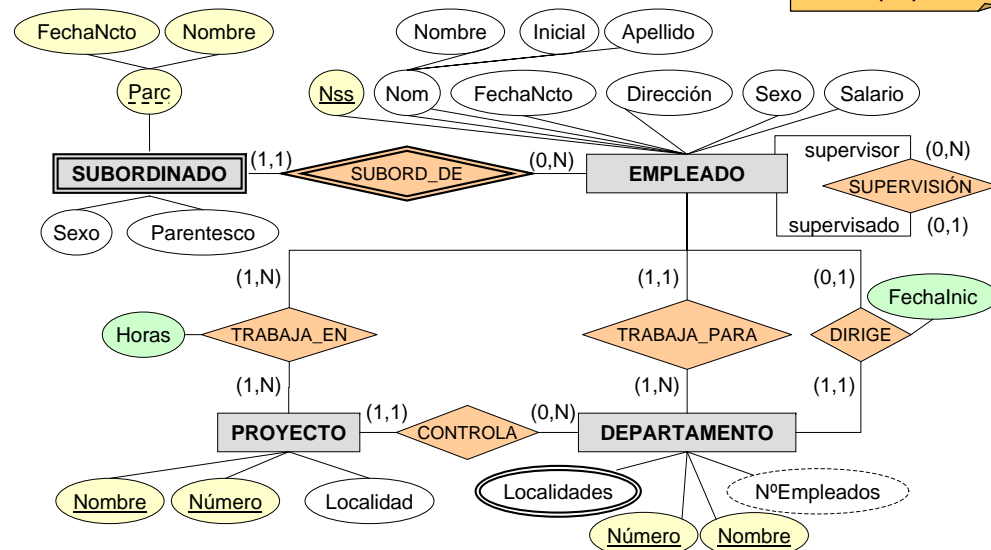 FechaNcto Nombre Nombre Inicial Apellido
Parc Nss Nom FechaNcto Dirección Sexo Salario
SUBORDINADO (1,1) SUBORD_DE (0,N) EMPLEADO supervisor (0,N)
SUPERVISIÓN
supervisado (0,1)
Sexo Parentesco
(1,N) (1,1) (0,1)
FechaInic
Horas TRABAJA_EN TRABAJA_PARA DIRIGE
(1,N) (1,N) (1,1)
PROYECTO (1,1) CONTROLA (0,N) DEPARTAMENTO
Nombre Número Localidad Localidades NºEmpleados
Número Nombre